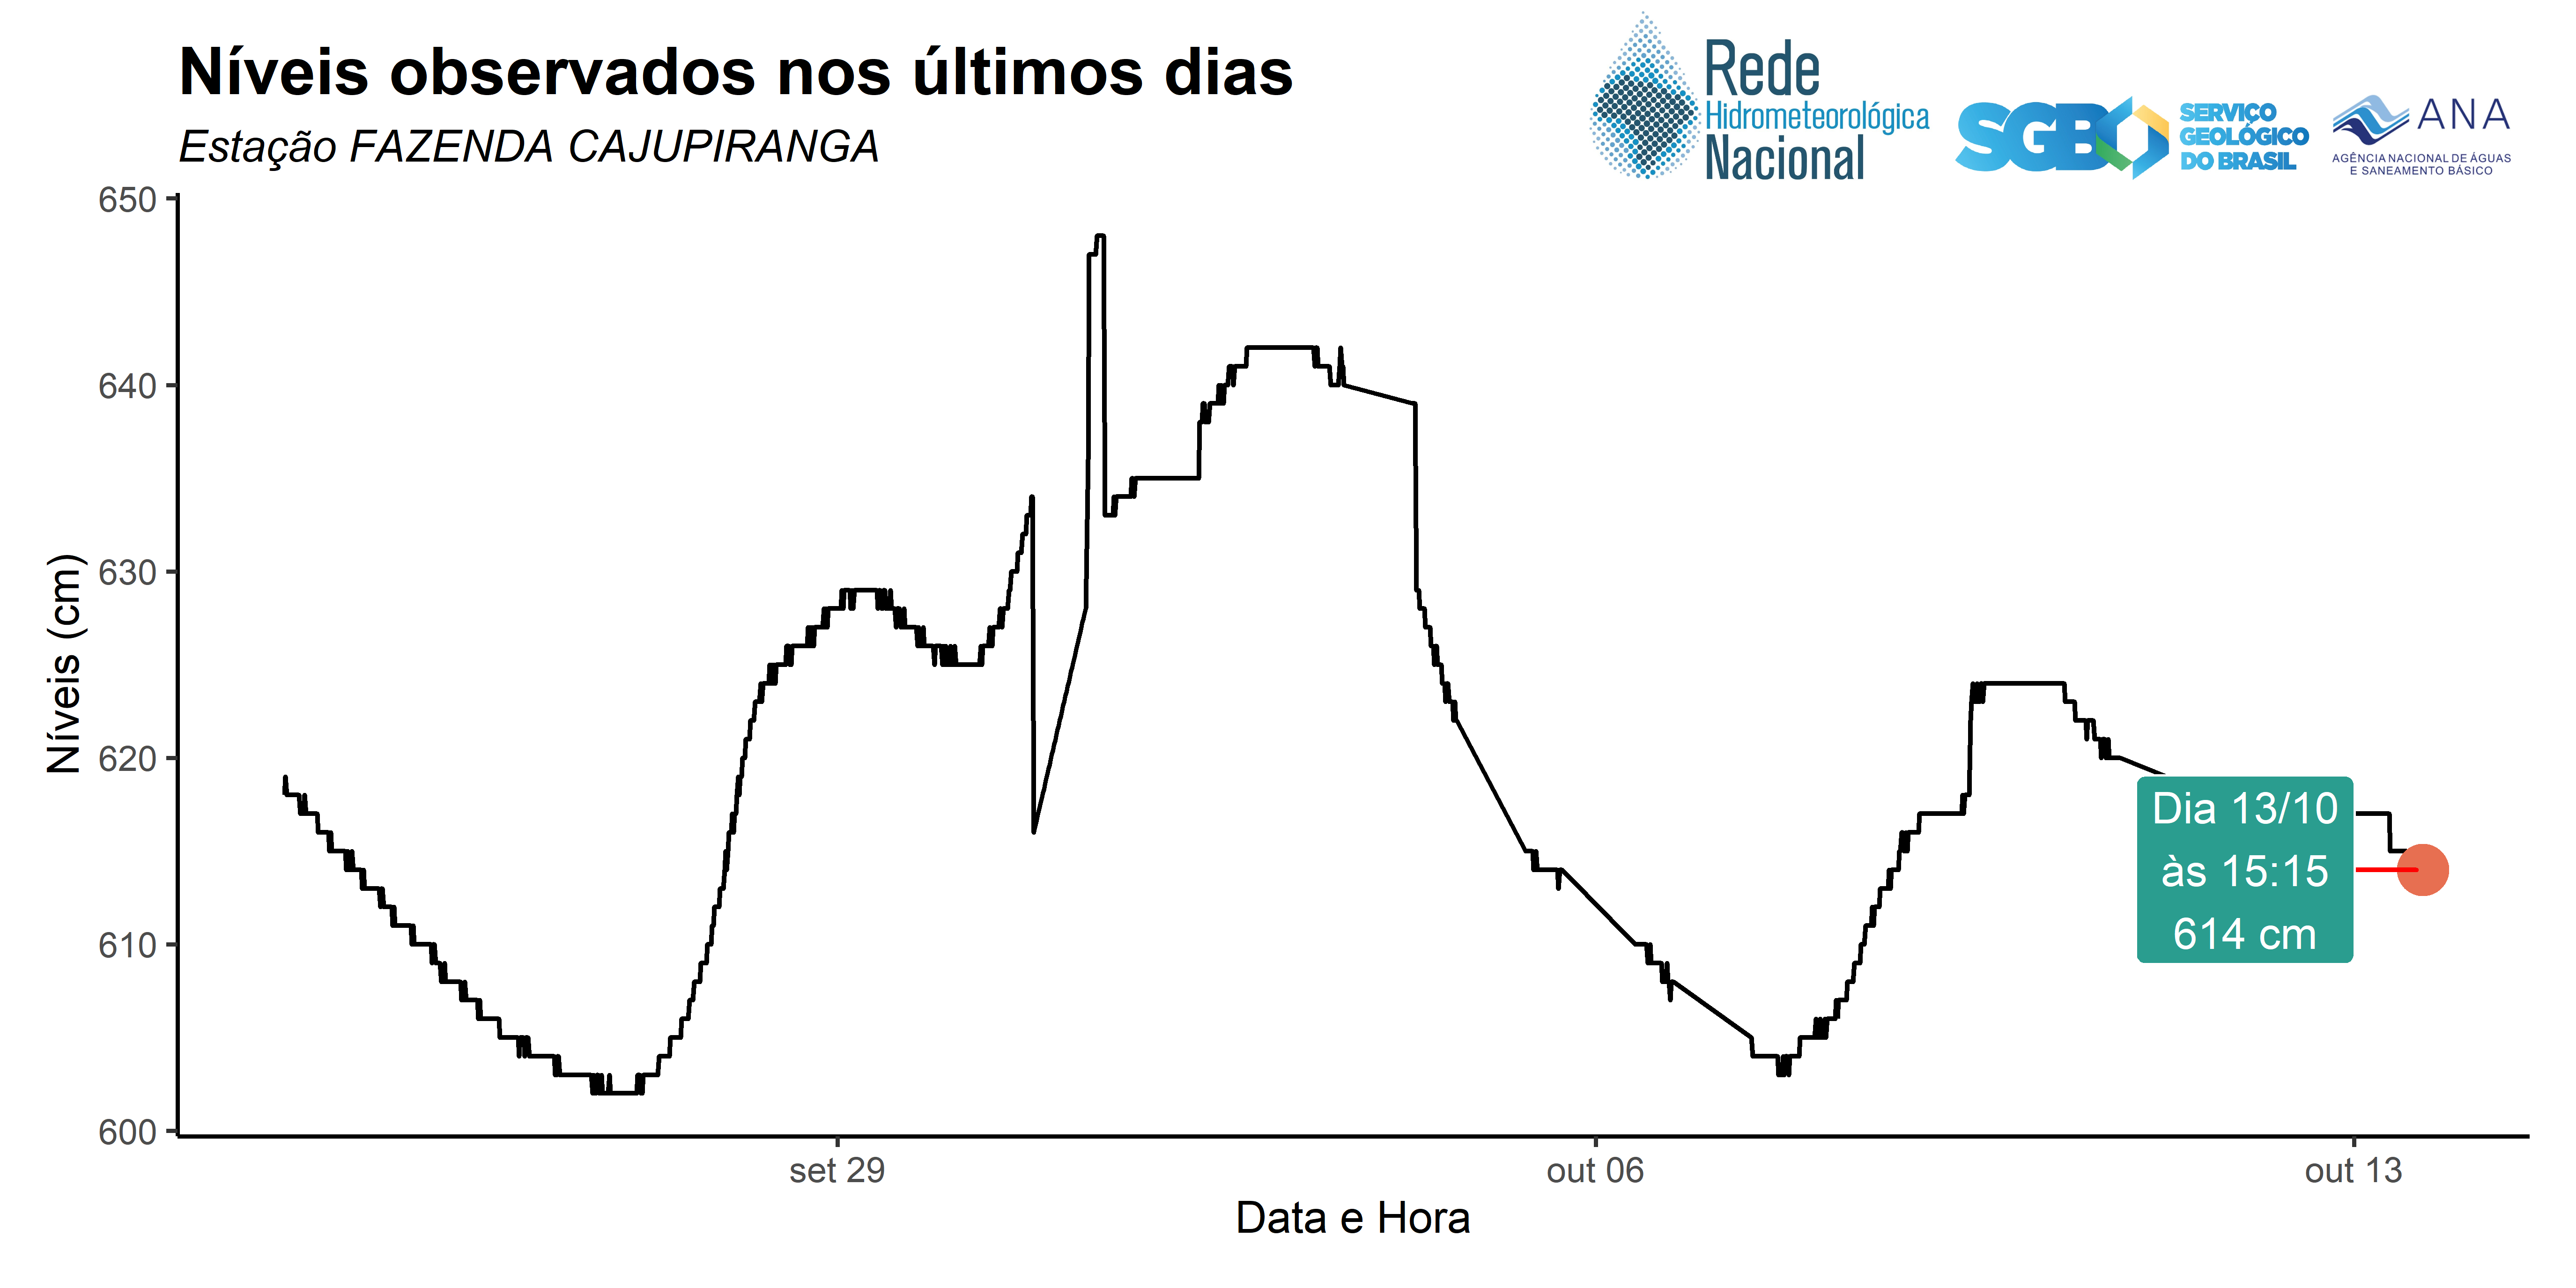 Níveis observados nos últimos dias
Estação FAZENDA CAJUPIRANGA
Rede
Hidrometeorológica
Nacional
SGB
SERVIÇO
GEOLÓGICO
DO BRASIL
ANA
AGÊNCIA NACIONAL DE ÁGUAS
E SANEAMENTO BÁSICO
Níveis (cm)
650
640
630
620
610
600
Dia 13/10
às 15:15
614 cm
set 29
out 06
out 13
Data e Hora